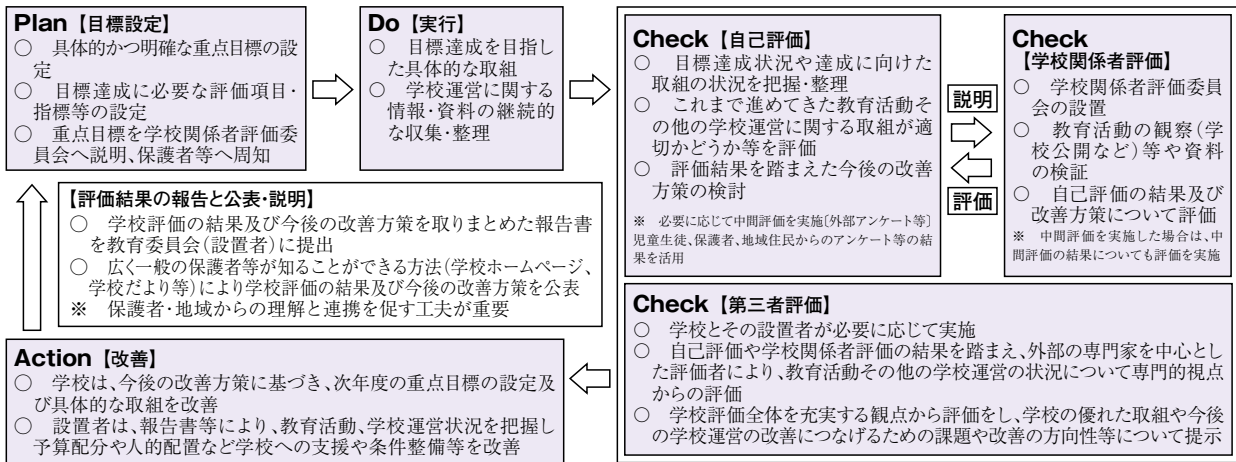 Plan【目標設定】
○　具体的かつ明確な重点目標の設
定
○　目標達成に必要な評価項目・
指標等の設定
○　重点目標を学校関係者評価委
員会へ説明、保護者等へ周知
Do【実行】
○　目標達成を目指し
た具体的な取組
○　学校運営に関する
情報・資料の継続的
な収集・整理
Check【自己評価】
○　目標達成状況や達成に向けた
取組の状況を把握・整理
○　これまで進めてきた教育活動そ
の他の学校運営に関する取組が適
切かどうか等を評価
○　評価結果を踏まえた今後の改善
方策の検討
※　必要に応じて中間評価を実施〔外部アンケート等〕
児童生徒、保護者、地域住民からのアンケート等の結
果を活用
説明
評価
Check
【学校関係者評価】
○　学校関係者評価委員
会の設置
○　教育活動の観察（学
校公開など）等や資料
の検証
○　自己評価の結果及び
改善方策について評価
※　中間評価を実施した場合は、中
間評価の結果についても評価を実施
Check【第三者評価】
○　学校とその設置者が必要に応じて実施
○　自己評価や学校関係者評価の結果を踏まえ、外部の専門家を中心とし
た評価者により、教育活動その他の学校運営の状況について専門的視点
からの評価
○　学校評価全体を充実する観点から評価をし、学校の優れた取組や今後
の学校運営の改善につなげるための課題や改善の方向性等について提示
Action【改善】
○　学校は、今後の改善方策に基づき、次年度の重点目標の設定及
び具体的な取組を改善
○　設置者は、報告書等により、教育活動、学校運営状況を把握し
予算配分や人的配置など学校への支援や条件整備等を改善
【評価結果の報告と公表・説明】
○　学校評価の結果及び今後の改善方策を取りまとめた報告書
を教育委員会（設置者）に提出
○　広く一般の保護者等が知ることができる方法（学校ホームページ、
学校だより等）により学校評価の結果及び今後の改善方策を公表
※　保護者・地域からの理解と連携を促す工夫が重要